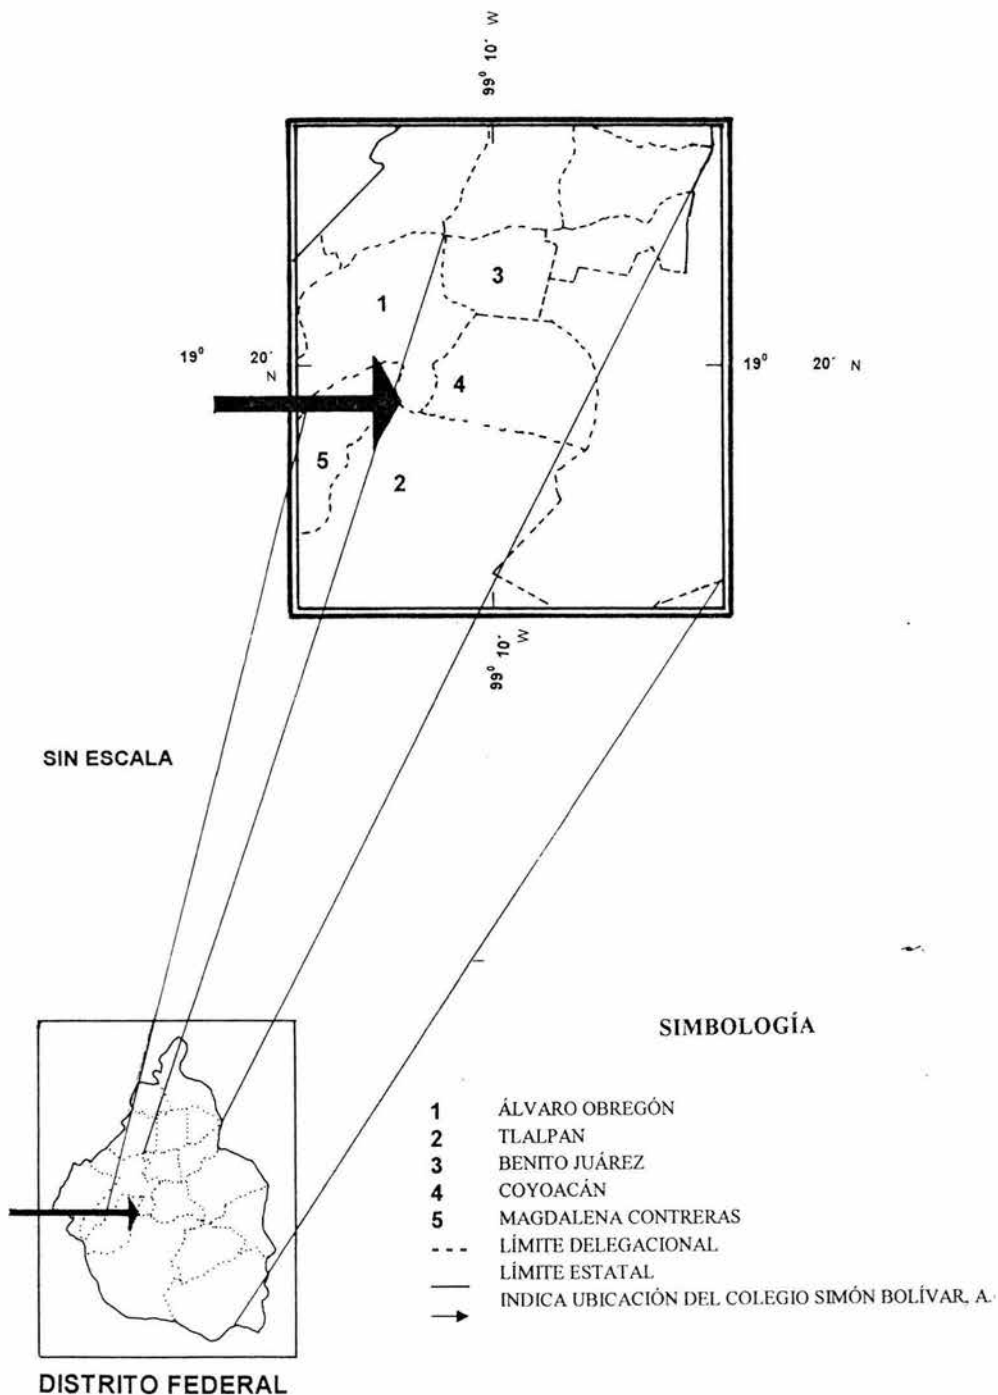 99° 10´ W
3
1
19° 20´ N
19° 20´ N
4
5
2
99° 10´ W
SIN ESCALA
SIMBOLOGÍA
1 ÁLVARO OBREGÓN
2 TLALPAN
3 BENITO JUÁREZ
4 COYOACÁN
5 MAGDALENA CONTRERAS
LÍMITE DELEGACIONAL
LÍMITE ESTATAL
INDICA UBICACIÓN DEL COLEGIO SIMÓN BOLÍVAR, A.
DISTRITO FEDERAL